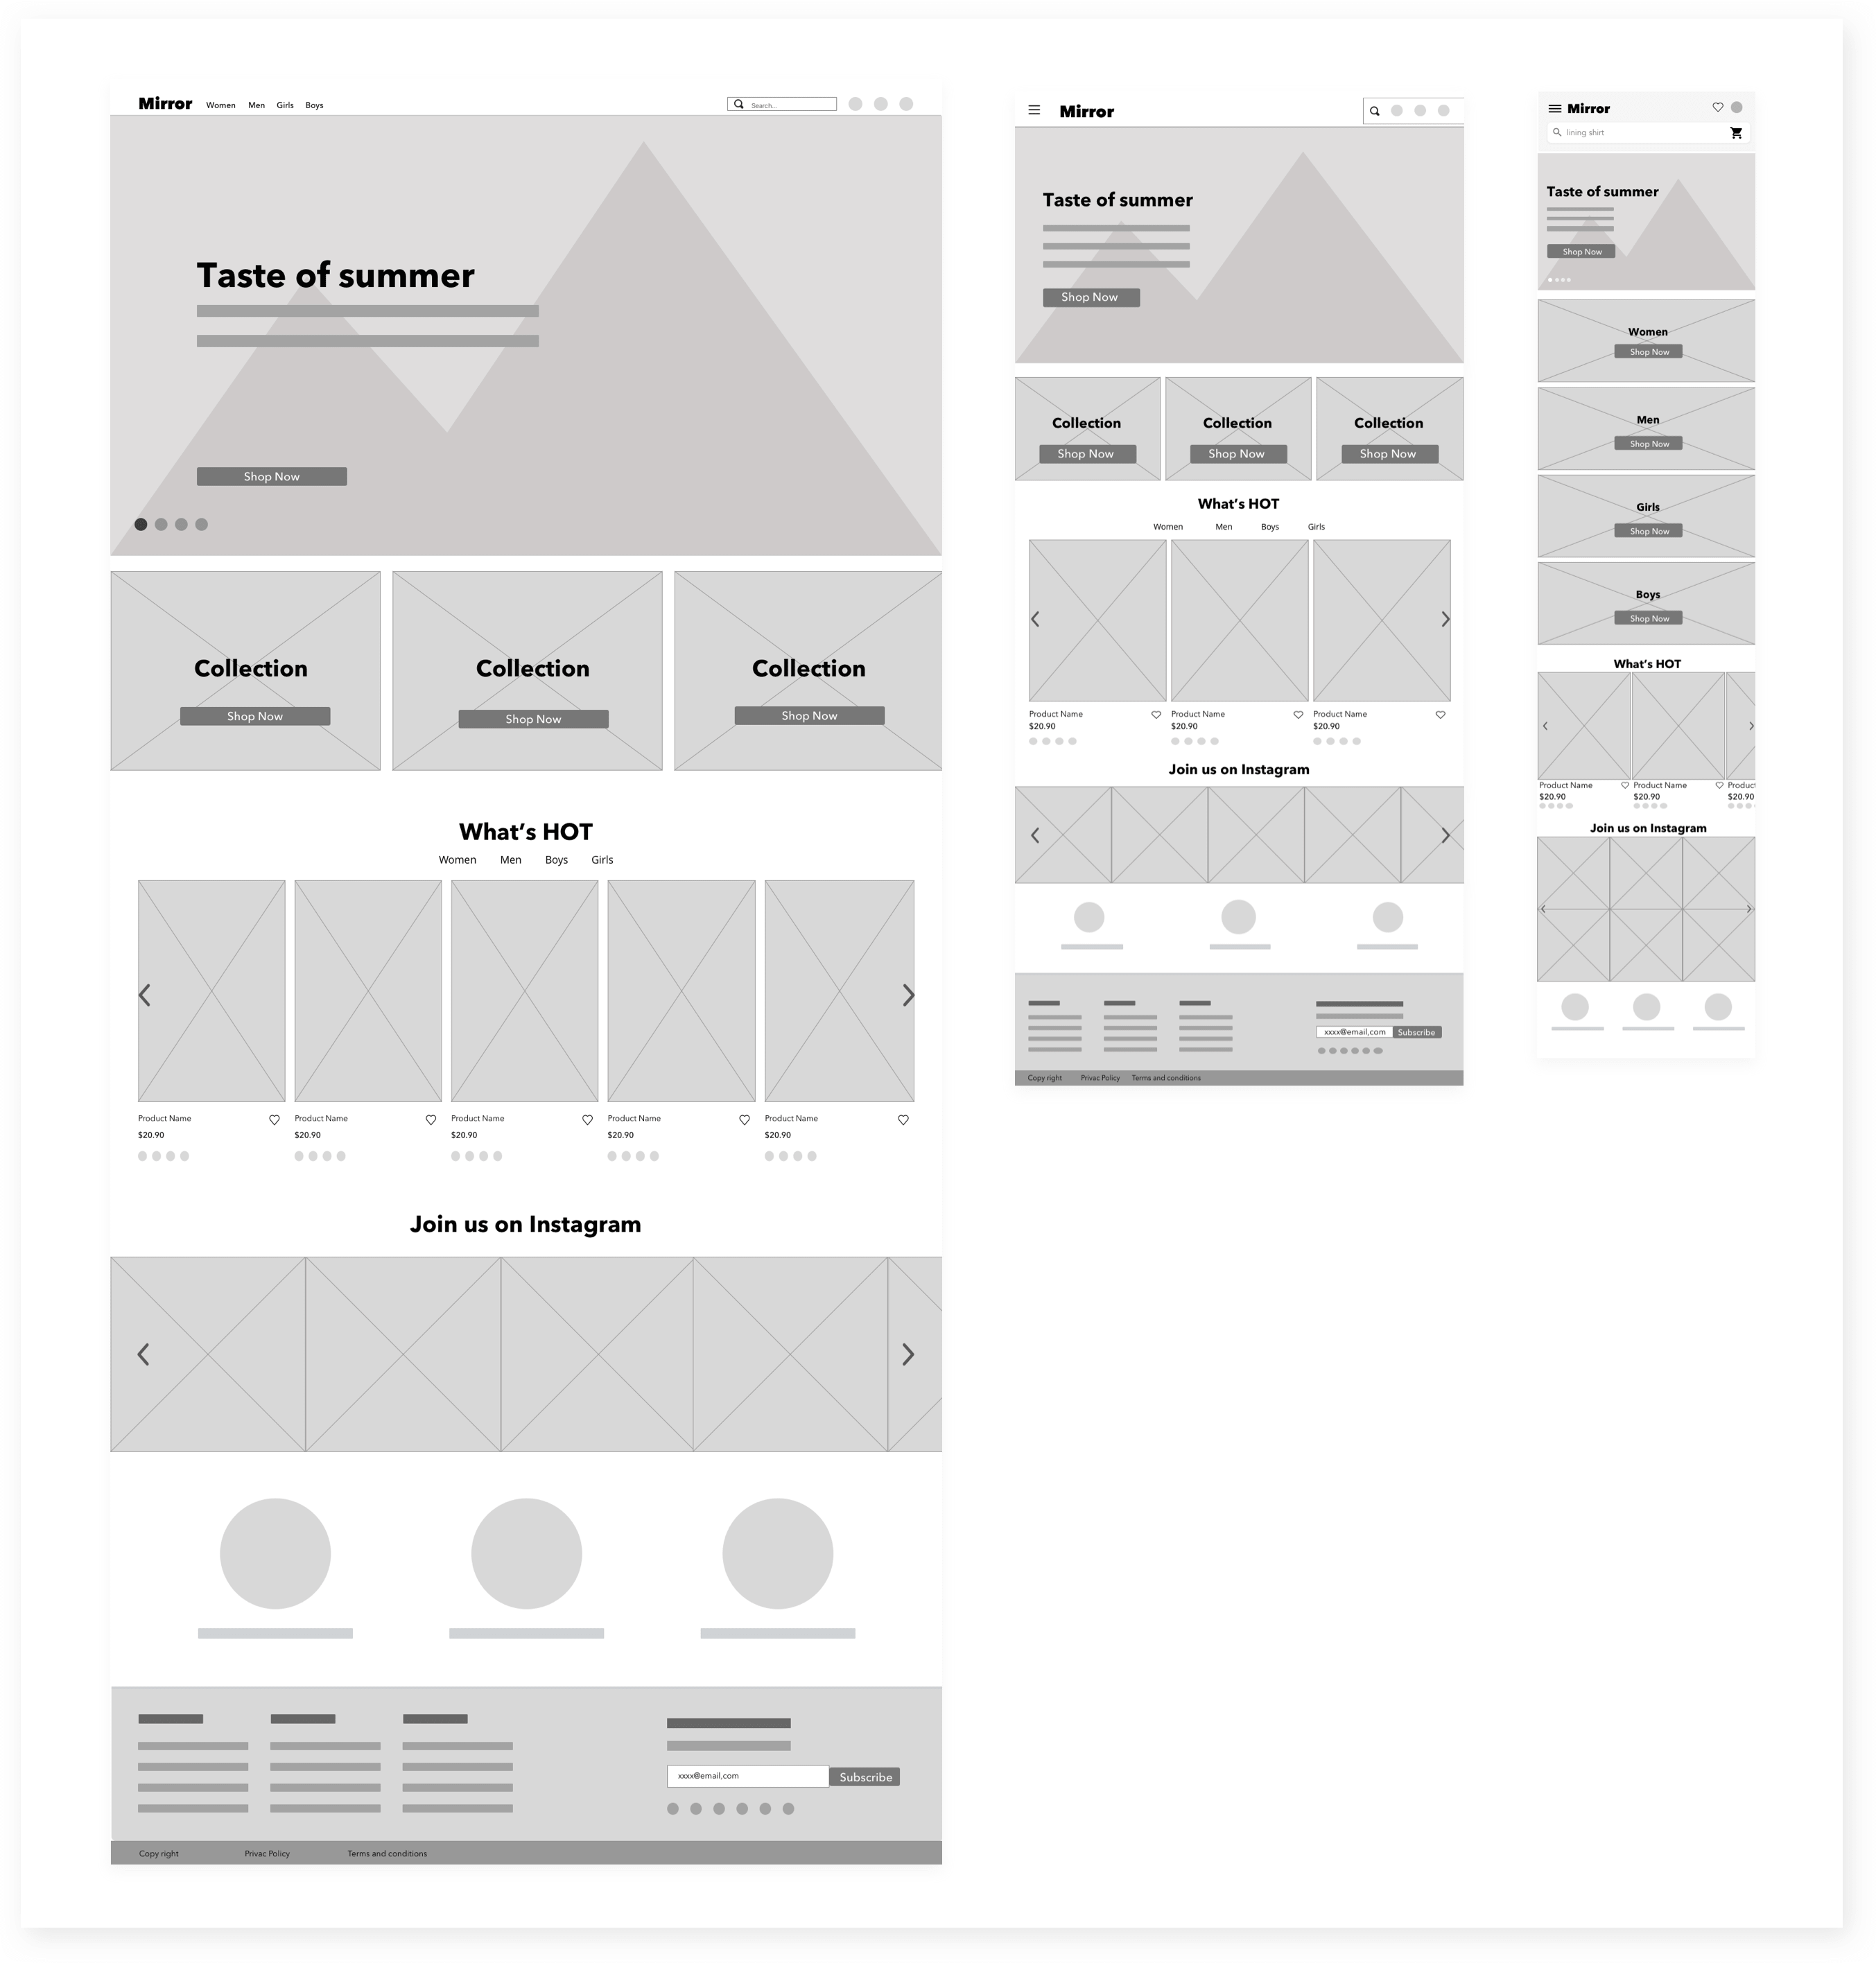 Mirror Women Men Girls Boys Search...
Taste of summer
Shop Now
Collection Collection Collection
Shop Now Shop Now Shop Now
What's HOT
Women Men Boys Girls
Product Name Product Name Product Name Product Name Product Name
$20.90 $20.90 $20.90 $20.90 $20.90
Join us on Instagram
xxxx@email,com Subscribe
Copy right Privac Policy Terms and conditions
Mirror
Taste of summer
Shop Now
Collection Collection Collection
Shop Now Shop Now Shop Now
What's HOT
Women Men Boys Girls
Product Name Product Name Product Name
$20.90 $20.90 $20.90
Join us on Instagram
xxxx@email,com Subscribe
Copy right Privac Policy Terms and conditions
Mirror
lining shirt
Taste of summer
Shop Now
Women
Shop Now
Men
Shop Now
Girls
Shop Now
Boys
Shop Now
What's HOT
Product Name Product Name Product
$20.90 $20.90 $20.90
Join us on Instagram